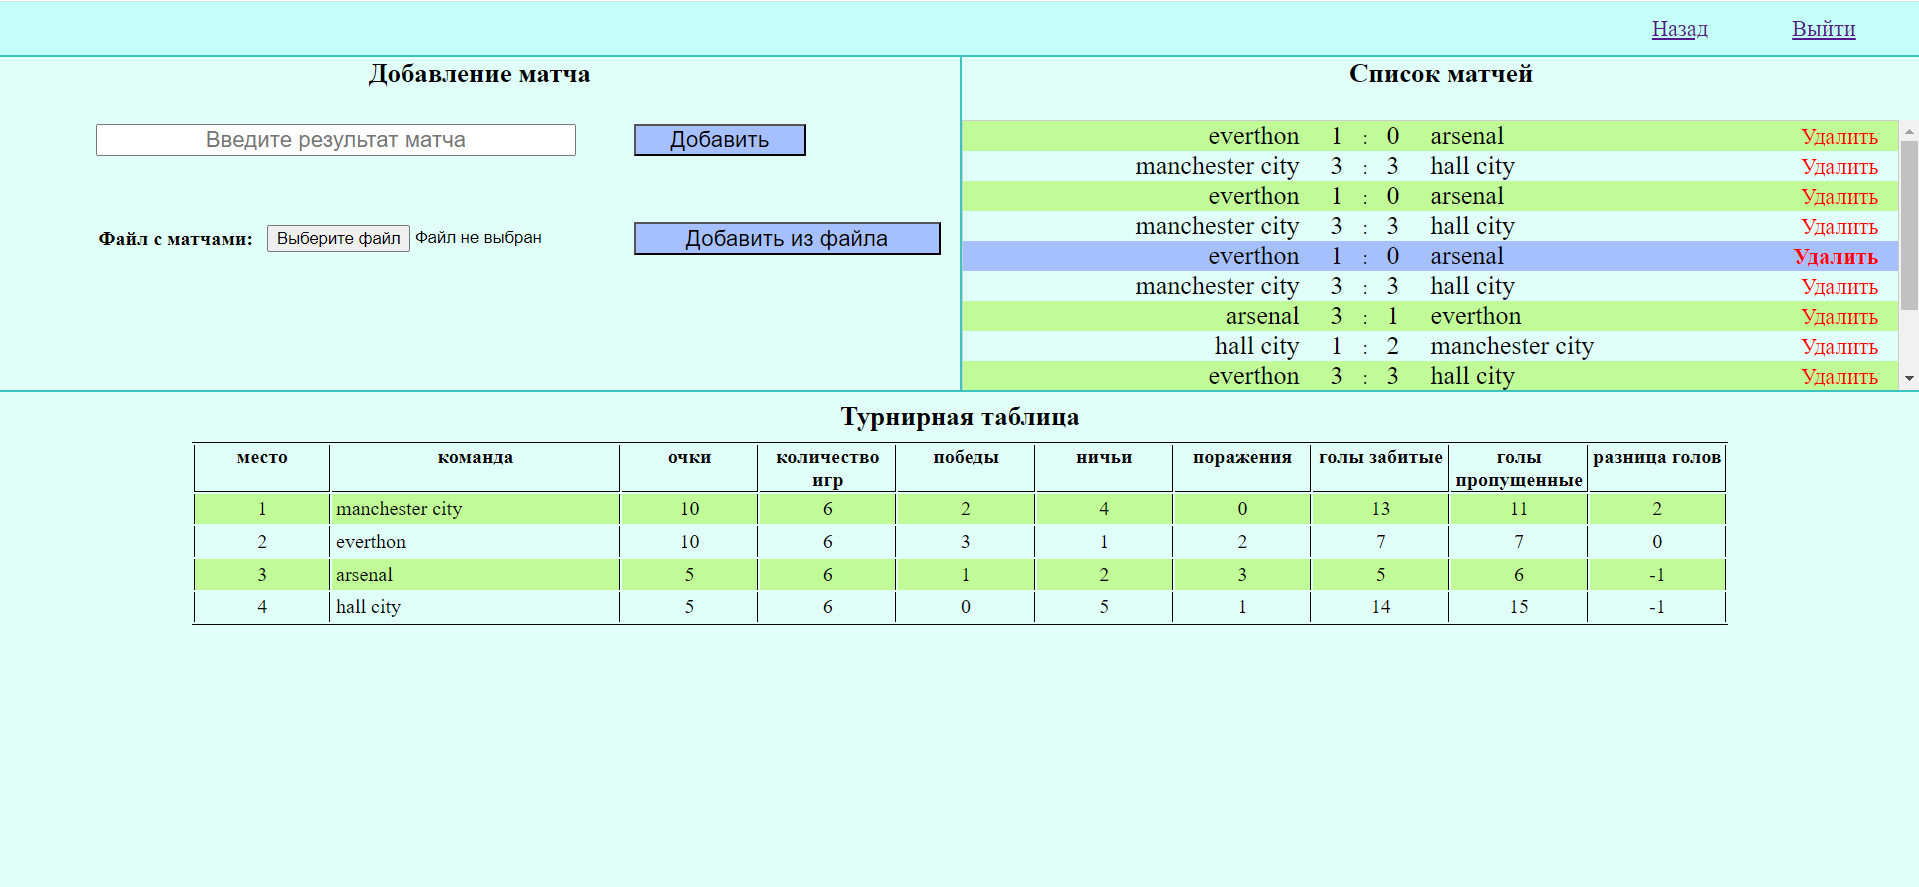 Назад Выйти
Добавление матча
Введите результат матча Добавить
Файл с матчами: Выберите файл Файл не выбран Добавить из файла
Список матчей
everthon 1 : 0 arsenal Удалить
manchester city 3 : 3 hall city Удалить
everthon 1 : 0 arsenal Удалить
manchester city 3 : 3 hall city Удалить
everthon 1 : 0 arsenal Удалить
manchester city 3 : 3 hall city Удалить
arsenal 3 : 1 everthon Удалить
hall city 1 : 2 manchester city Удалить
everthon 3 : 3 hall city Удалить
Турнирная таблица
место команда очки количество игр победы ничьи поражения голы забитые голы пропущенные разница голов
1 manchester city 10 6 2 4 0 13 11 2
2 everthon 10 6 3 1 2 7 7 0
3 arsenal 5 6 1 2 3 5 6 -1
4 hall city 5 6 0 5 1 14 15 -1